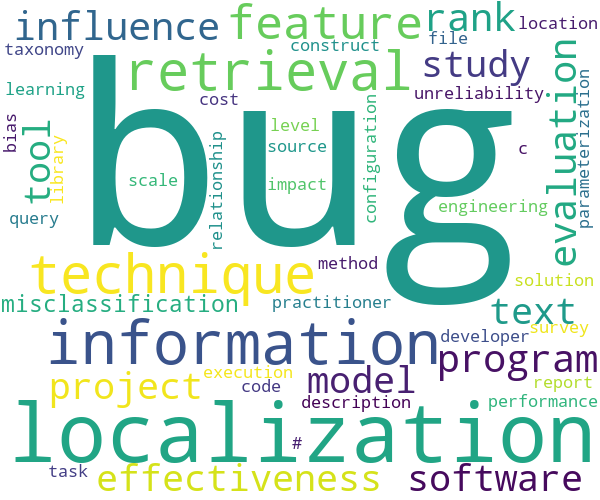 influence
feature
rank
location
taxonomy
construct
file
retrieval
study
learning
cost
unreliability
evaluation
parameterization
bug
bias
tool
library
level
source
configuration
c
relationship
scale
impact
query
engineering
technique
method
solution
misclassification
practitioner
text
information
developer
survey
program
project
execution
code
model
report
description
performance
localization
#
task
effectiveness
software